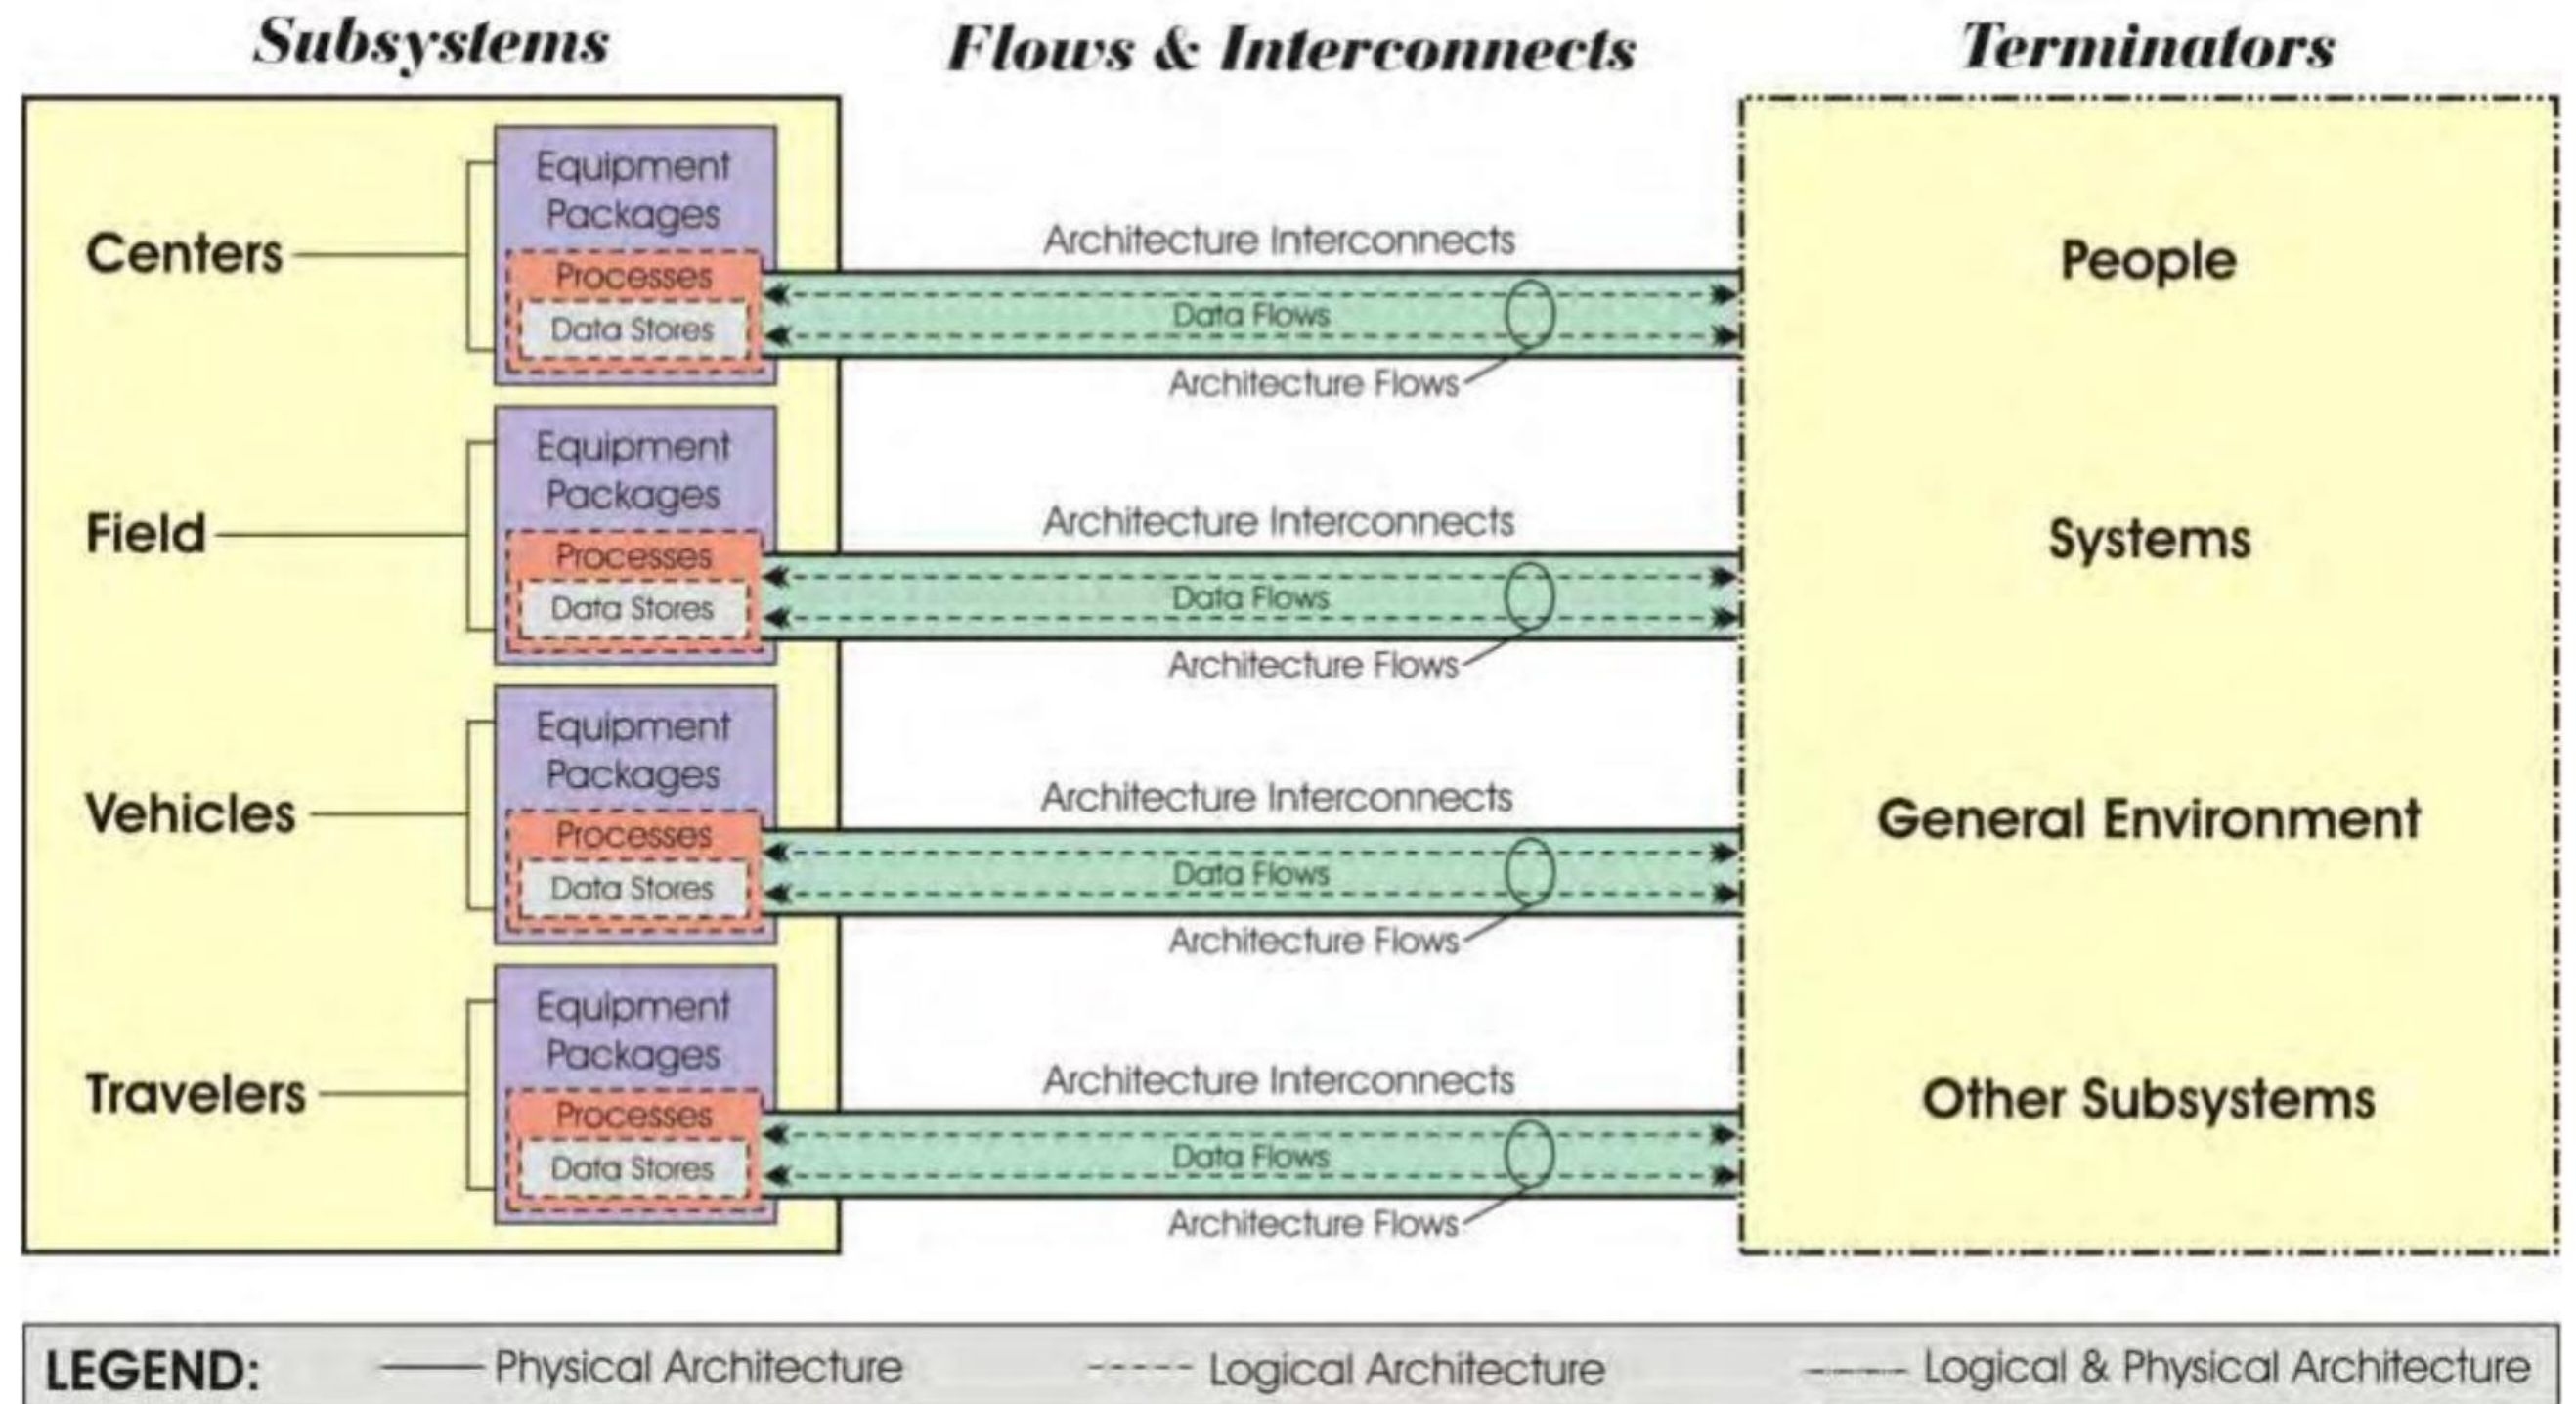 Subsystems
Flows & Interconnects
Terminators
Centers
Equipment
Packages
Processes
Data Stores
Architecture Interconnects
Data Flows
Architecture Flows
People
Field
Equipment
Packages
Processes
Data Stores
Architecture Interconnects
Data Flows
Architecture Flows
Systems
Vehicles
Equipment
Packages
Processes
Data Stores
Architecture Interconnects
Data Flows
Architecture Flows
General Environment
Travelers
Equipment
Packages
Processes
Data Stores
Architecture Interconnects
Data Flows
Architecture Flows
Other Subsystems
LEGEND: Physical Architecture Logical Architecture Logical & Physical Architecture